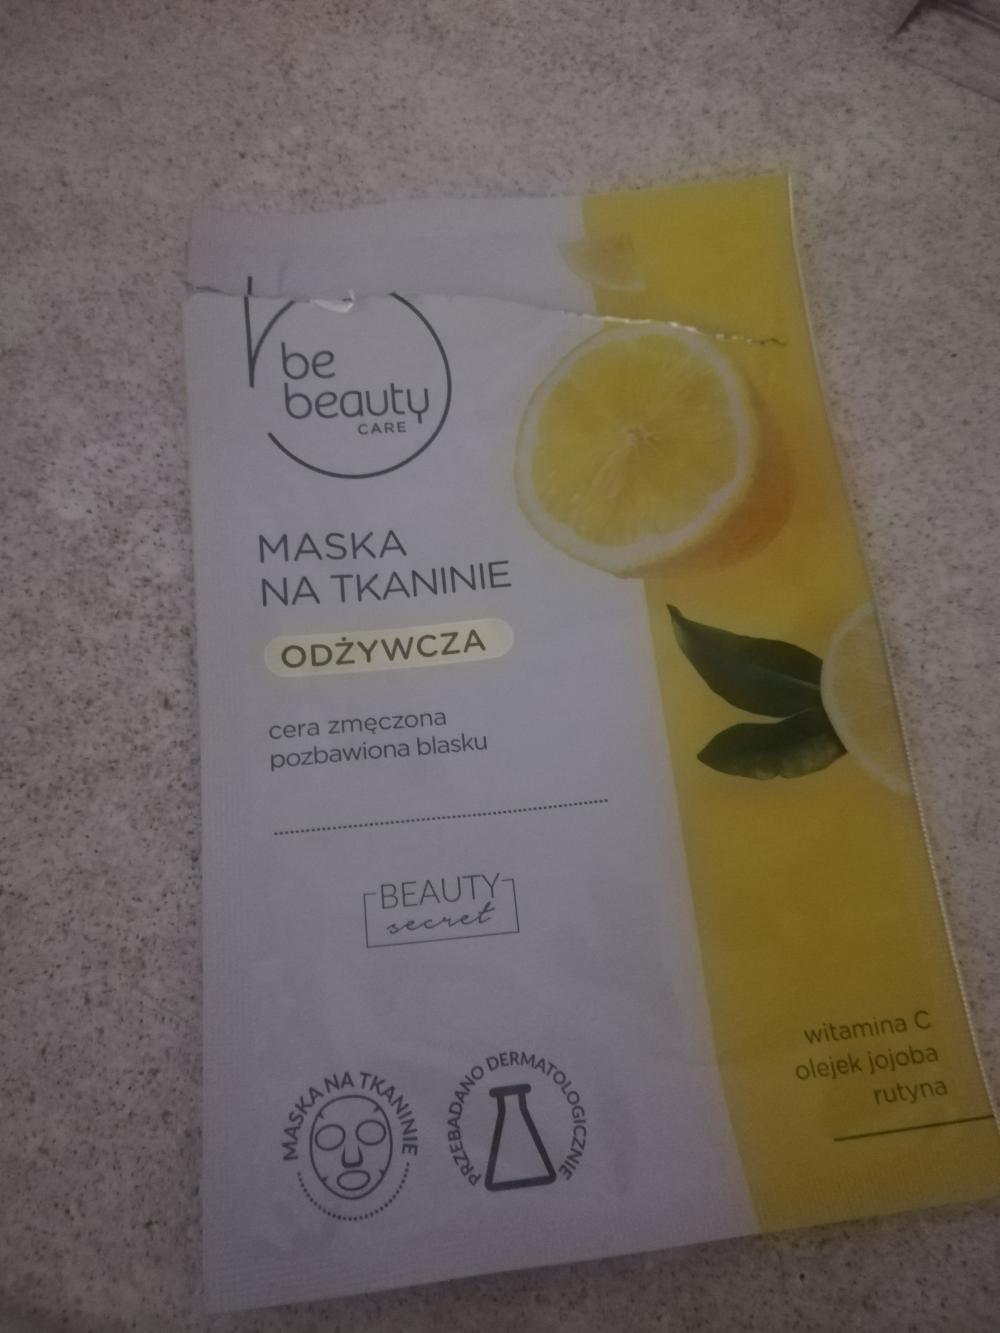 be
beauty
CARE
MASKA
NA TKANINIE
ODŻYWCZA
cera zmęczona
pozbawiona blasku
BEAUTY
secret
MASKA NA TKANINIE
PRZEBADANO DERMATOLOGICZNIE
witamina C
olejek jojoba
rutyna